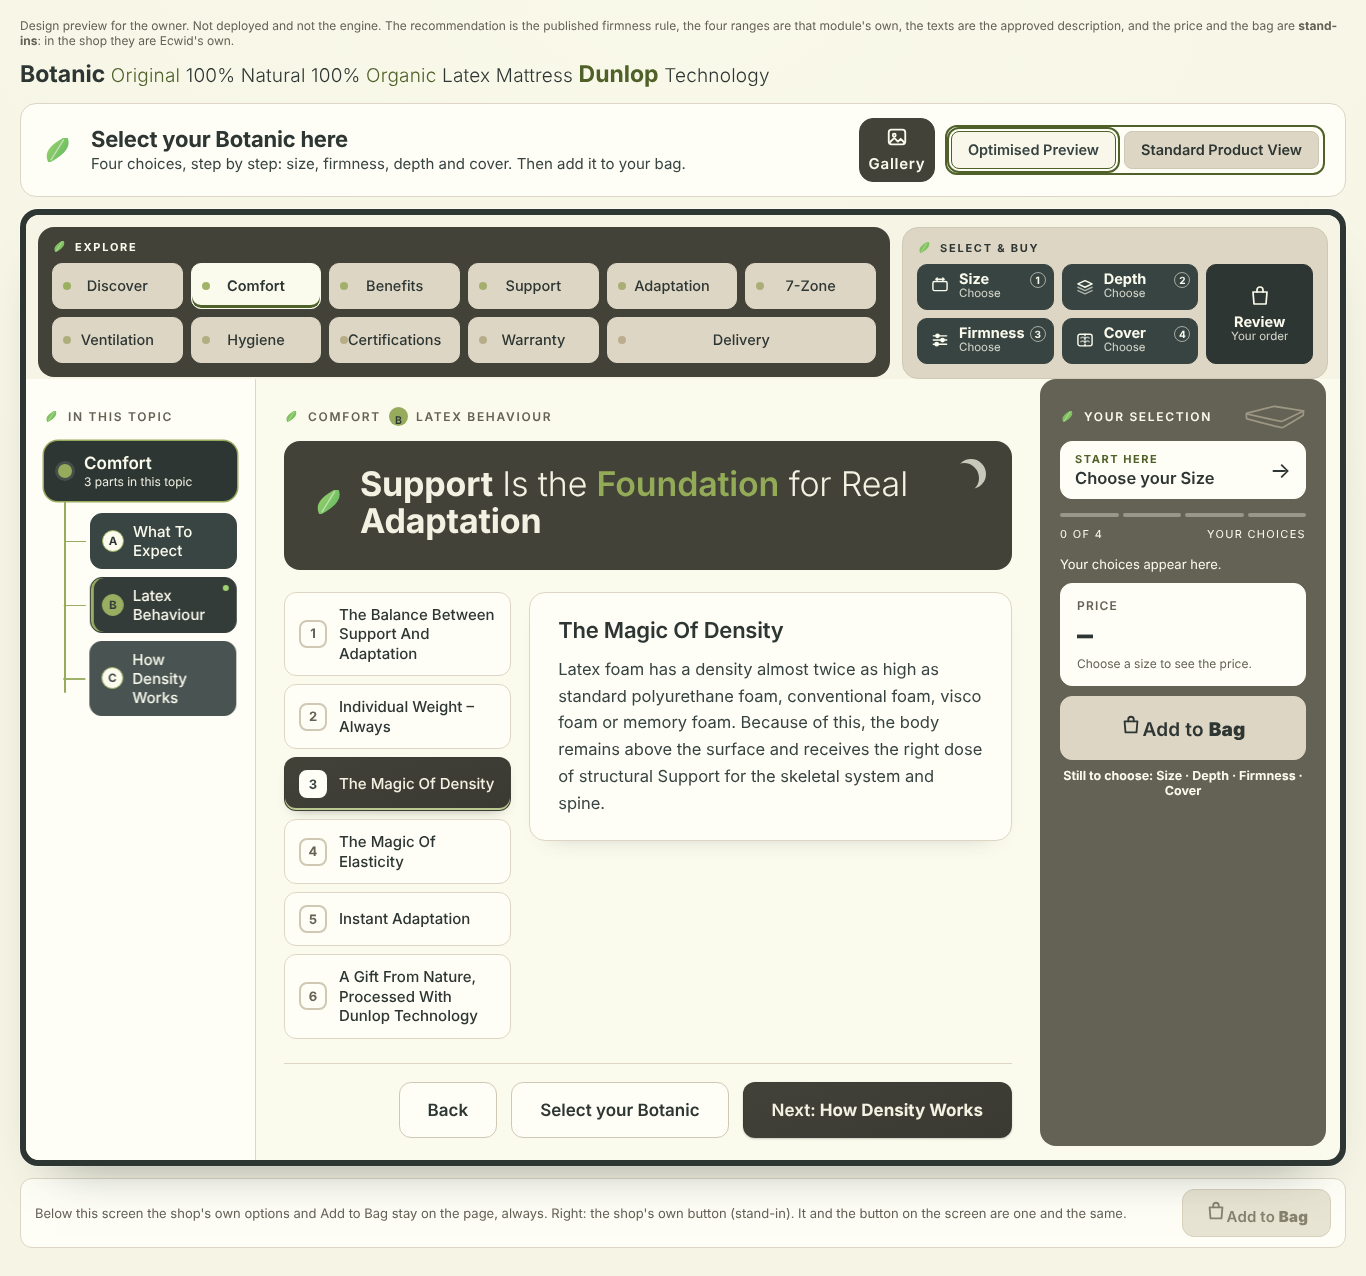 Design preview for the owner. Not deployed and not the engine. The recommendation is the published firmness rule, the four ranges are that module's own, the texts are the approved description, and the price and the bag are stand-
ins: in the shop they are Ecwid's own.
Botanic Original 100% Natural 100% Organic Latex Mattress Dunlop Technology
Select your Botanic here
Four choices, step by step: size, firmness, depth and cover. Then add it to your bag.
Gallery
Optimised Preview
Standard Product View
EXPLORE
Discover
Comfort
Benefits
Support
Adaptation
7-Zone
Ventilation
Hygiene
Certifications
Warranty
Delivery
SELECT & BUY
Size
Choose
1
Depth
Choose
2
Firmness
Choose
3
Cover
Choose
4
Review
Your order
IN THIS TOPIC
Comfort
3 parts in this topic
A
What To
Expect
B
Latex
Behaviour
C
How
Density
Works
COMFORT B LATEX BEHAVIOUR
Support Is the Foundation for Real
Adaptation
1
The Balance Between
Support And
Adaptation
2
Individual Weight –
Always
3
The Magic Of Density
4
The Magic Of
Elasticity
5
Instant Adaptation
6
A Gift From Nature,
Processed With
Dunlop Technology
The Magic Of Density
Latex foam has a density almost twice as high as
standard polyurethane foam, conventional foam, visco
foam or memory foam. Because of this, the body
remains above the surface and receives the right dose
of structural Support for the skeletal system and
spine.
Back
Select your Botanic
Next: How Density Works
YOUR SELECTION
START HERE
Choose your Size
0 OF 4
YOUR CHOICES
Your choices appear here.
PRICE
–
Choose a size to see the price.
Add to Bag
Still to choose: Size · Depth · Firmness ·
Cover
Below this screen the shop's own options and Add to Bag stay on the page, always. Right: the shop's own button (stand-in). It and the button on the screen are one and the same.
Add to Bag